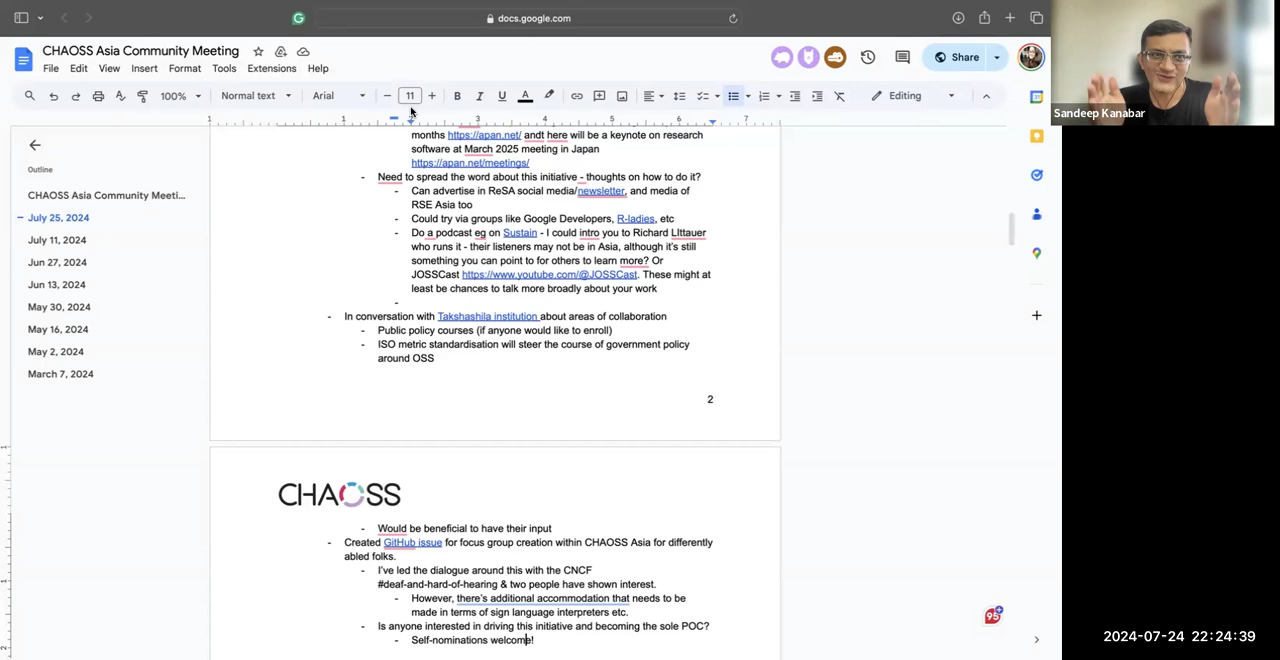 docs.google.com
CHAOSS Asia Community Meeting
File Edit View Insert Format Tools Extensions Help
Share
100% Normal text Arial − 11 + B I U A Editing
Sandeep Kanabar
1 1 2 3 4 5 6 7
Outline
CHAOSS Asia Community Meeti...
July 25, 2024
July 11, 2024
Jun 27, 2024
Jun 13, 2024
May 30, 2024
May 16, 2024
May 2, 2024
March 7, 2024
months https://apan.net/ andt here will be a keynote on research
software at March 2025 meeting in Japan
https://apan.net/meetings/
- Need to spread the word about this initiative - thoughts on how to do it?
- Can advertise in ReSA social media/newsletter, and media of
RSE Asia too
- Could try via groups like Google Developers, R-ladies, etc
- Do a podcast eg on Sustain - I could intro you to Richard LIttauer
who runs it - their listeners may not be in Asia, although it's still
something you can point to for others to learn more? Or
JOSSCast https://www.youtube.com/@JOSSCast. These might at
least be chances to talk more broadly about your work
-
- In conversation with Takshashila institution about areas of collaboration
- Public policy courses (if anyone would like to enroll)
- ISO metric standardisation will steer the course of government policy
around OSS
2
CHAOSS
- Would be beneficial to have their input
- Created GitHub issue for focus group creation within CHAOSS Asia for differently
abled folks.
- I've led the dialogue around this with the CNCF
#deaf-and-hard-of-hearing & two people have shown interest.
- However, there's additional accommodation that needs to be
made in terms of sign language interpreters etc.
- Is anyone interested in driving this initiative and becoming the sole POC?
- Self-nominations welcome!
95
2024-07-24 22:24:39